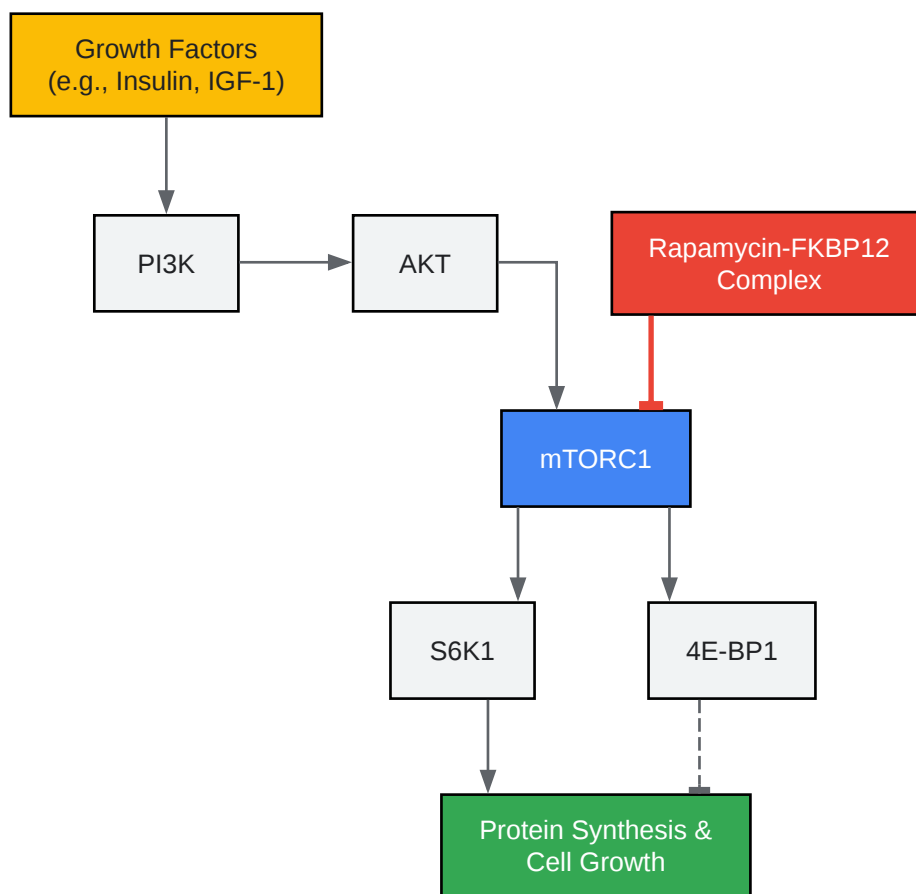 Growth Factors
(e.g., Insulin, IGF-1)
PI3K
AKT
Rapamycin-FKBP12
Complex
mTORC1
S6K1
4E-BP1
Protein Synthesis &
Cell Growth